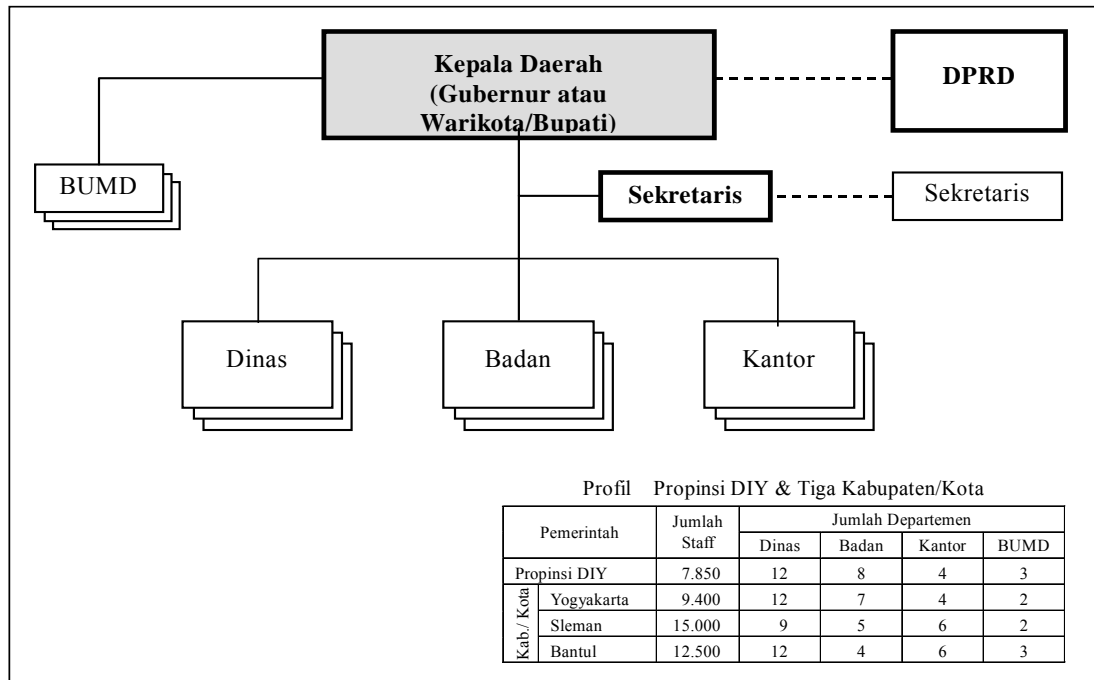 Kepala Daerah
(Gubernur atau
Warikota/Bupati)
DPRD
BUMD
Sekretaris
Sekretaris
Dinas
Badan
Kantor
Profil Propinsi DIY & Tiga Kabupaten/Kota
Pemerintah
Jumlah
Staff
Jumlah Departemen
Dinas Badan Kantor BUMD
Propinsi DIY 7.850 12 8 4 3
Kab./ Kota
Yogyakarta 9.400 12 7 4 2
Sleman 15.000 9 5 6 2
Bantul 12.500 12 4 6 3